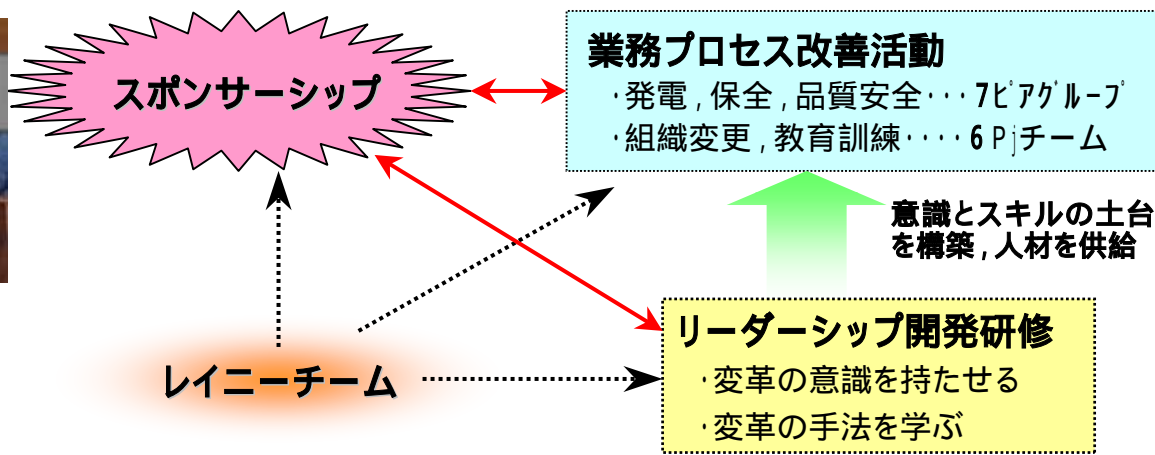 スポンサーシップ
業務プロセス改善活動
・発電,保全,品質安全・・・7ピアグループ
・組織変更,教育訓練・・・・6Pjチーム
意識とスキルの土台
を構築,人材を供給
リーダーシップ開発研修
・変革の意識を持たせる
・変革の手法を学ぶ
レイニーチーム